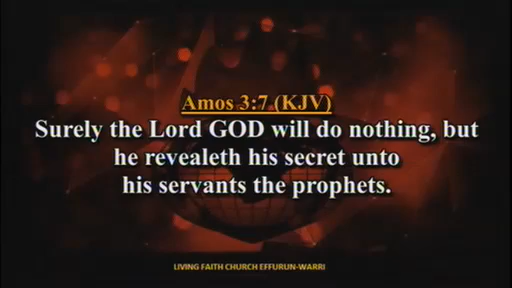 Amos 3:7 (KJV)
Surely the Lord GOD will do nothing, but
he revealeth his secret unto
his servants the prophets.
LIVING FAITH CHURCH EFFURUN-WARRI